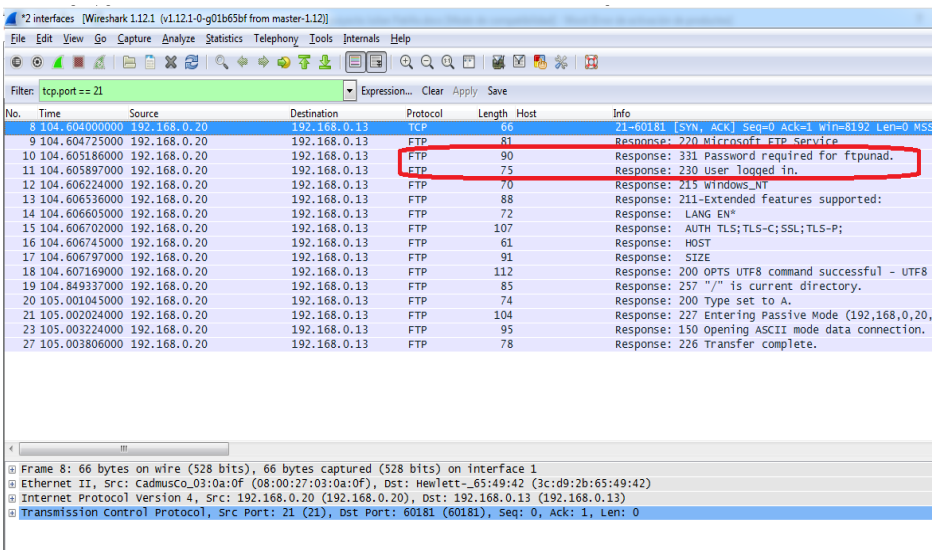 *2 interfaces [Wireshark 1.12.1 (v1.12.1-0-g01b65bf from master-1.12)]
File Edit View Go Capture Analyze Statistics Telephony Tools Internals Help
Filter: tcp.port == 21 Expression... Clear Apply Save
No. Time Source Destination Protocol Length Host Info
8 104.604000000 192.168.0.20 192.168.0.13 TCP 66 21→60181 [SYN, ACK] Seq=0 Ack=1 Win=8192 Len=0 MSS
9 104.604725000 192.168.0.20 192.168.0.13 FTP 81 Response: 220 Microsoft FTP Service
10 104.605186000 192.168.0.20 192.168.0.13 FTP 90 Response: 331 Password required for ftpunad.
11 104.605897000 192.168.0.20 192.168.0.13 FTP 75 Response: 230 User logged in.
12 104.606224000 192.168.0.20 192.168.0.13 FTP 70 Response: 215 Windows_NT
13 104.606536000 192.168.0.20 192.168.0.13 FTP 88 Response: 211-Extended features supported:
14 104.606605000 192.168.0.20 192.168.0.13 FTP 72 Response: LANG EN*
15 104.606702000 192.168.0.20 192.168.0.13 FTP 107 Response: AUTH TLS;TLS-C;SSL;TLS-P;
16 104.606745000 192.168.0.20 192.168.0.13 FTP 61 Response: HOST
17 104.606797000 192.168.0.20 192.168.0.13 FTP 91 Response: SIZE
18 104.607169000 192.168.0.20 192.168.0.13 FTP 112 Response: 200 OPTS UTF8 command successful - UTF8
19 104.849337000 192.168.0.20 192.168.0.13 FTP 85 Response: 257 "/" is current directory.
20 105.001045000 192.168.0.20 192.168.0.13 FTP 74 Response: 200 Type set to A.
21 105.002024000 192.168.0.20 192.168.0.13 FTP 104 Response: 227 Entering Passive Mode (192,168,0,20,
23 105.003224000 192.168.0.20 192.168.0.13 FTP 95 Response: 150 Opening ASCII mode data connection.
27 105.003806000 192.168.0.20 192.168.0.13 FTP 78 Response: 226 Transfer complete.
Frame 8: 66 bytes on wire (528 bits), 66 bytes captured (528 bits) on interface 1
Ethernet II, Src: CadmusCo_03:0a:0f (08:00:27:03:0a:0f), Dst: Hewlett-_65:49:42 (3c:d9:2b:65:49:42)
Internet Protocol Version 4, Src: 192.168.0.20 (192.168.0.20), Dst: 192.168.0.13 (192.168.0.13)
Transmission Control Protocol, Src Port: 21 (21), Dst Port: 60181 (60181), Seq: 0, Ack: 1, Len: 0